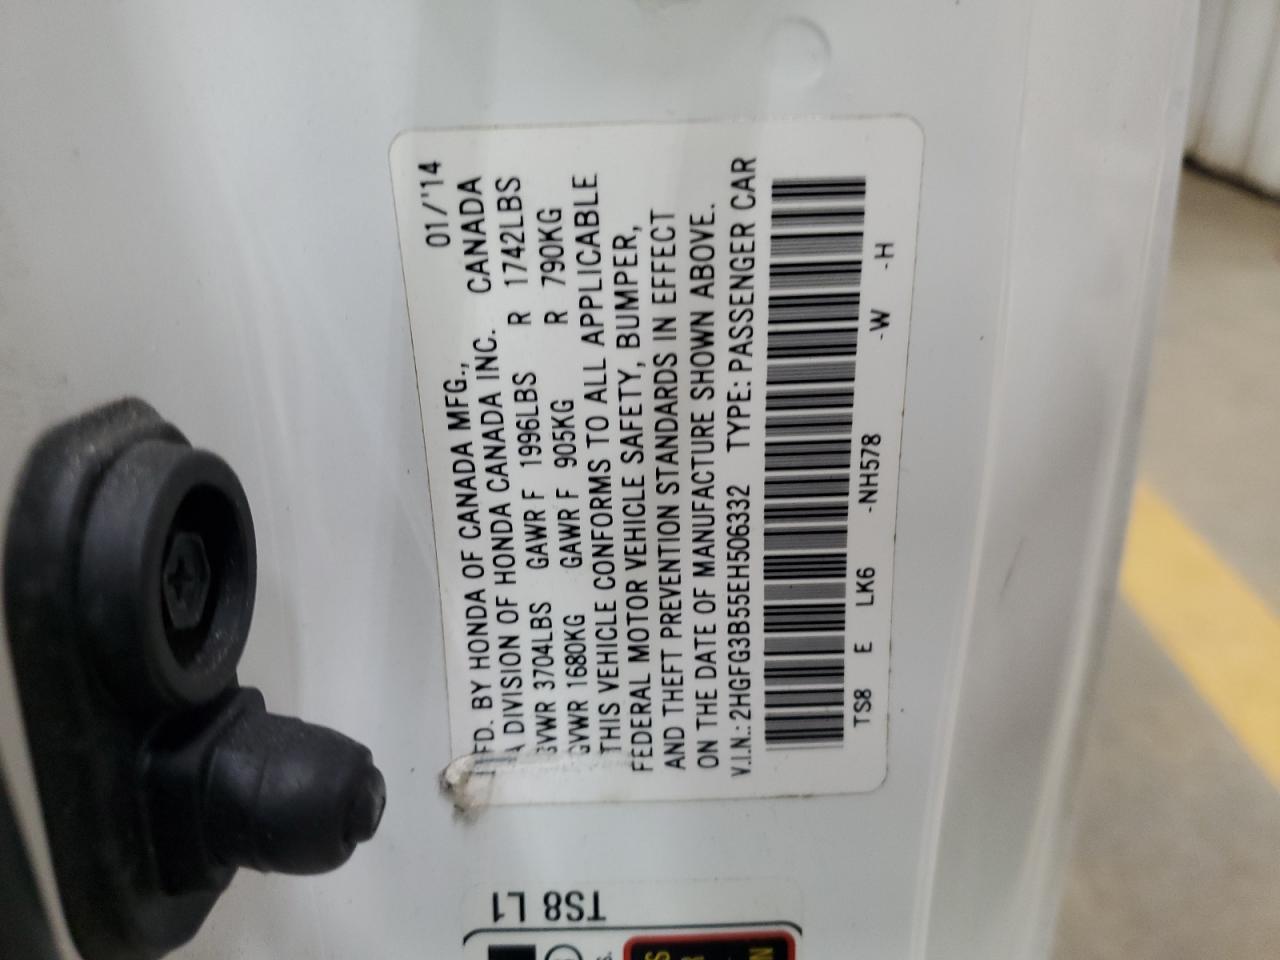 01/'14
MFD. BY HONDA OF CANADA MFG., CANADA
A DIVISION OF HONDA CANADA INC.
GVWR 3704LBS GAWR F 1996LBS R 1742LBS
GVWR 1680KG GAWR F 905KG R 790KG
THIS VEHICLE CONFORMS TO ALL APPLICABLE
FEDERAL MOTOR VEHICLE SAFETY, BUMPER,
AND THEFT PREVENTION STANDARDS IN EFFECT
ON THE DATE OF MANUFACTURE SHOWN ABOVE.
V.I.N.: 2HGFG3B55EH506332 TYPE: PASSENGER CAR
TS8 E LK6 -NH578 -W -H
TS8 L1